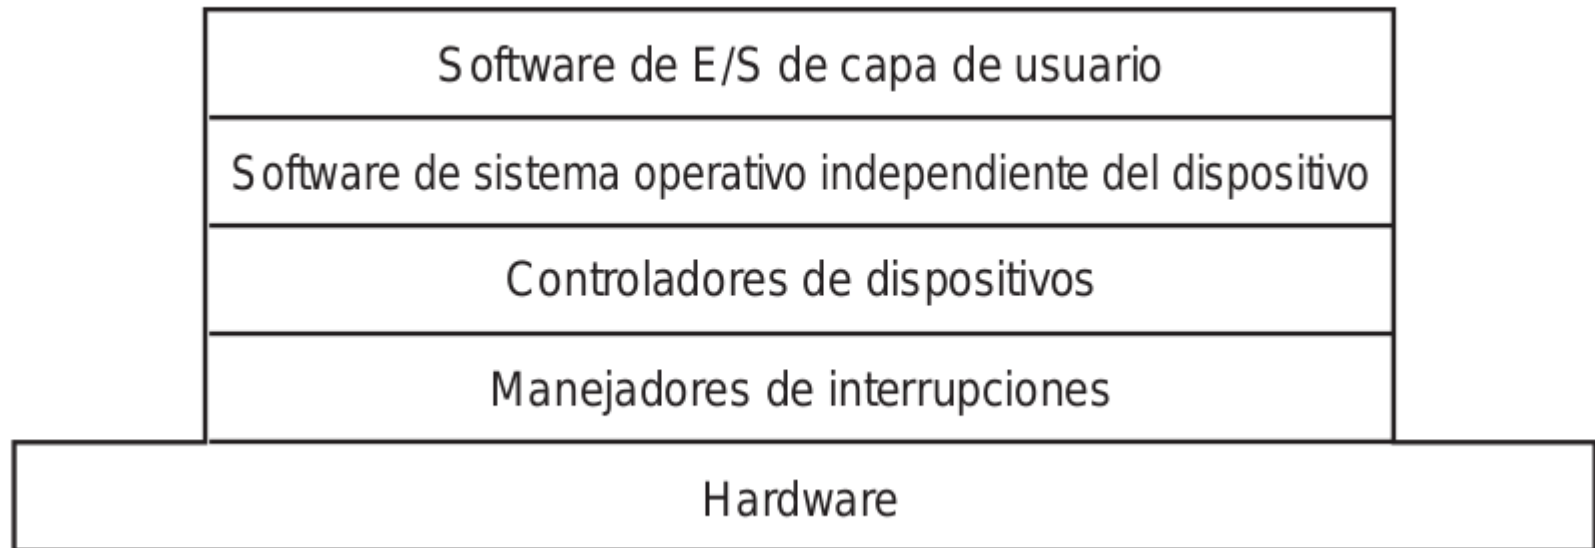 Software de E/S de capa de usuario
Software de sistema operativo independiente del dispositivo
Controladores de dispositivos
Manejadores de interrupciones
Hardware